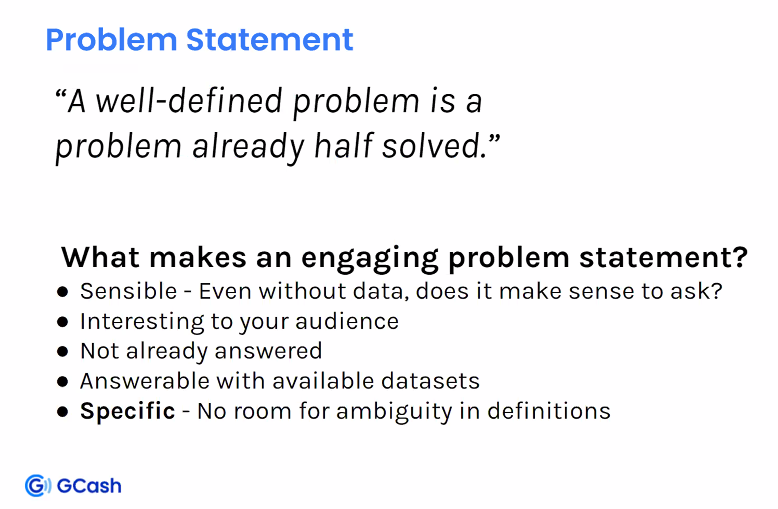 Problem Statement
“A well-defined problem is a
problem already half solved.”
What makes an engaging problem statement?
● Sensible - Even without data, does it make sense to ask?
● Interesting to your audience
● Not already answered
● Answerable with available datasets
● Specific - No room for ambiguity in definitions
GCash